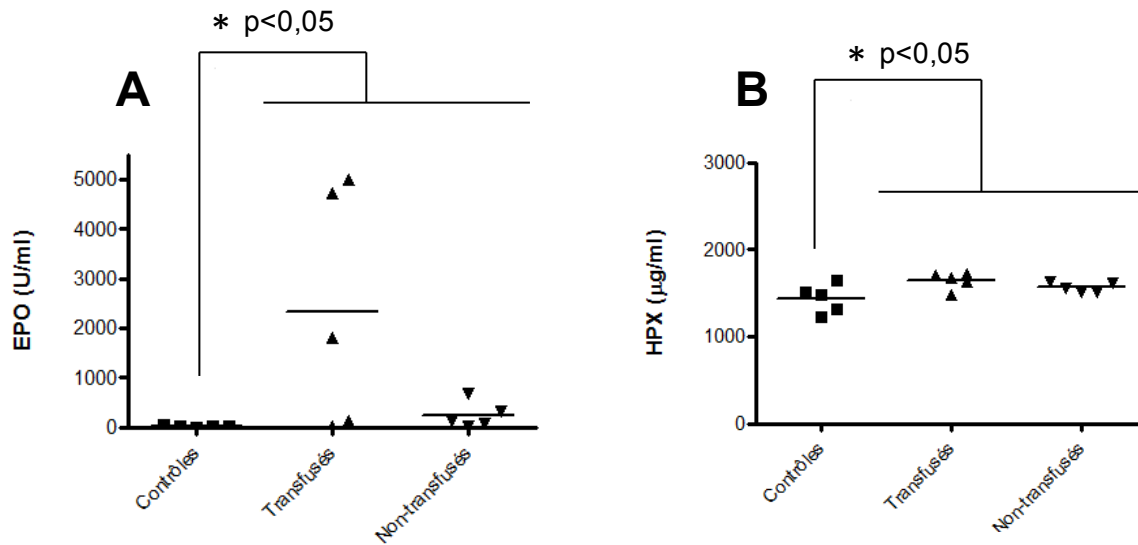 * p<0,05
A
EPO (U/ml)
5000
4000
3000
2000
1000
0
Contrôles
Transfusés
Non-transfusés
* p<0,05
B
HPX (µg/ml)
3000
2000
1000
0
Contrôles
Transfusés
Non-transfusés